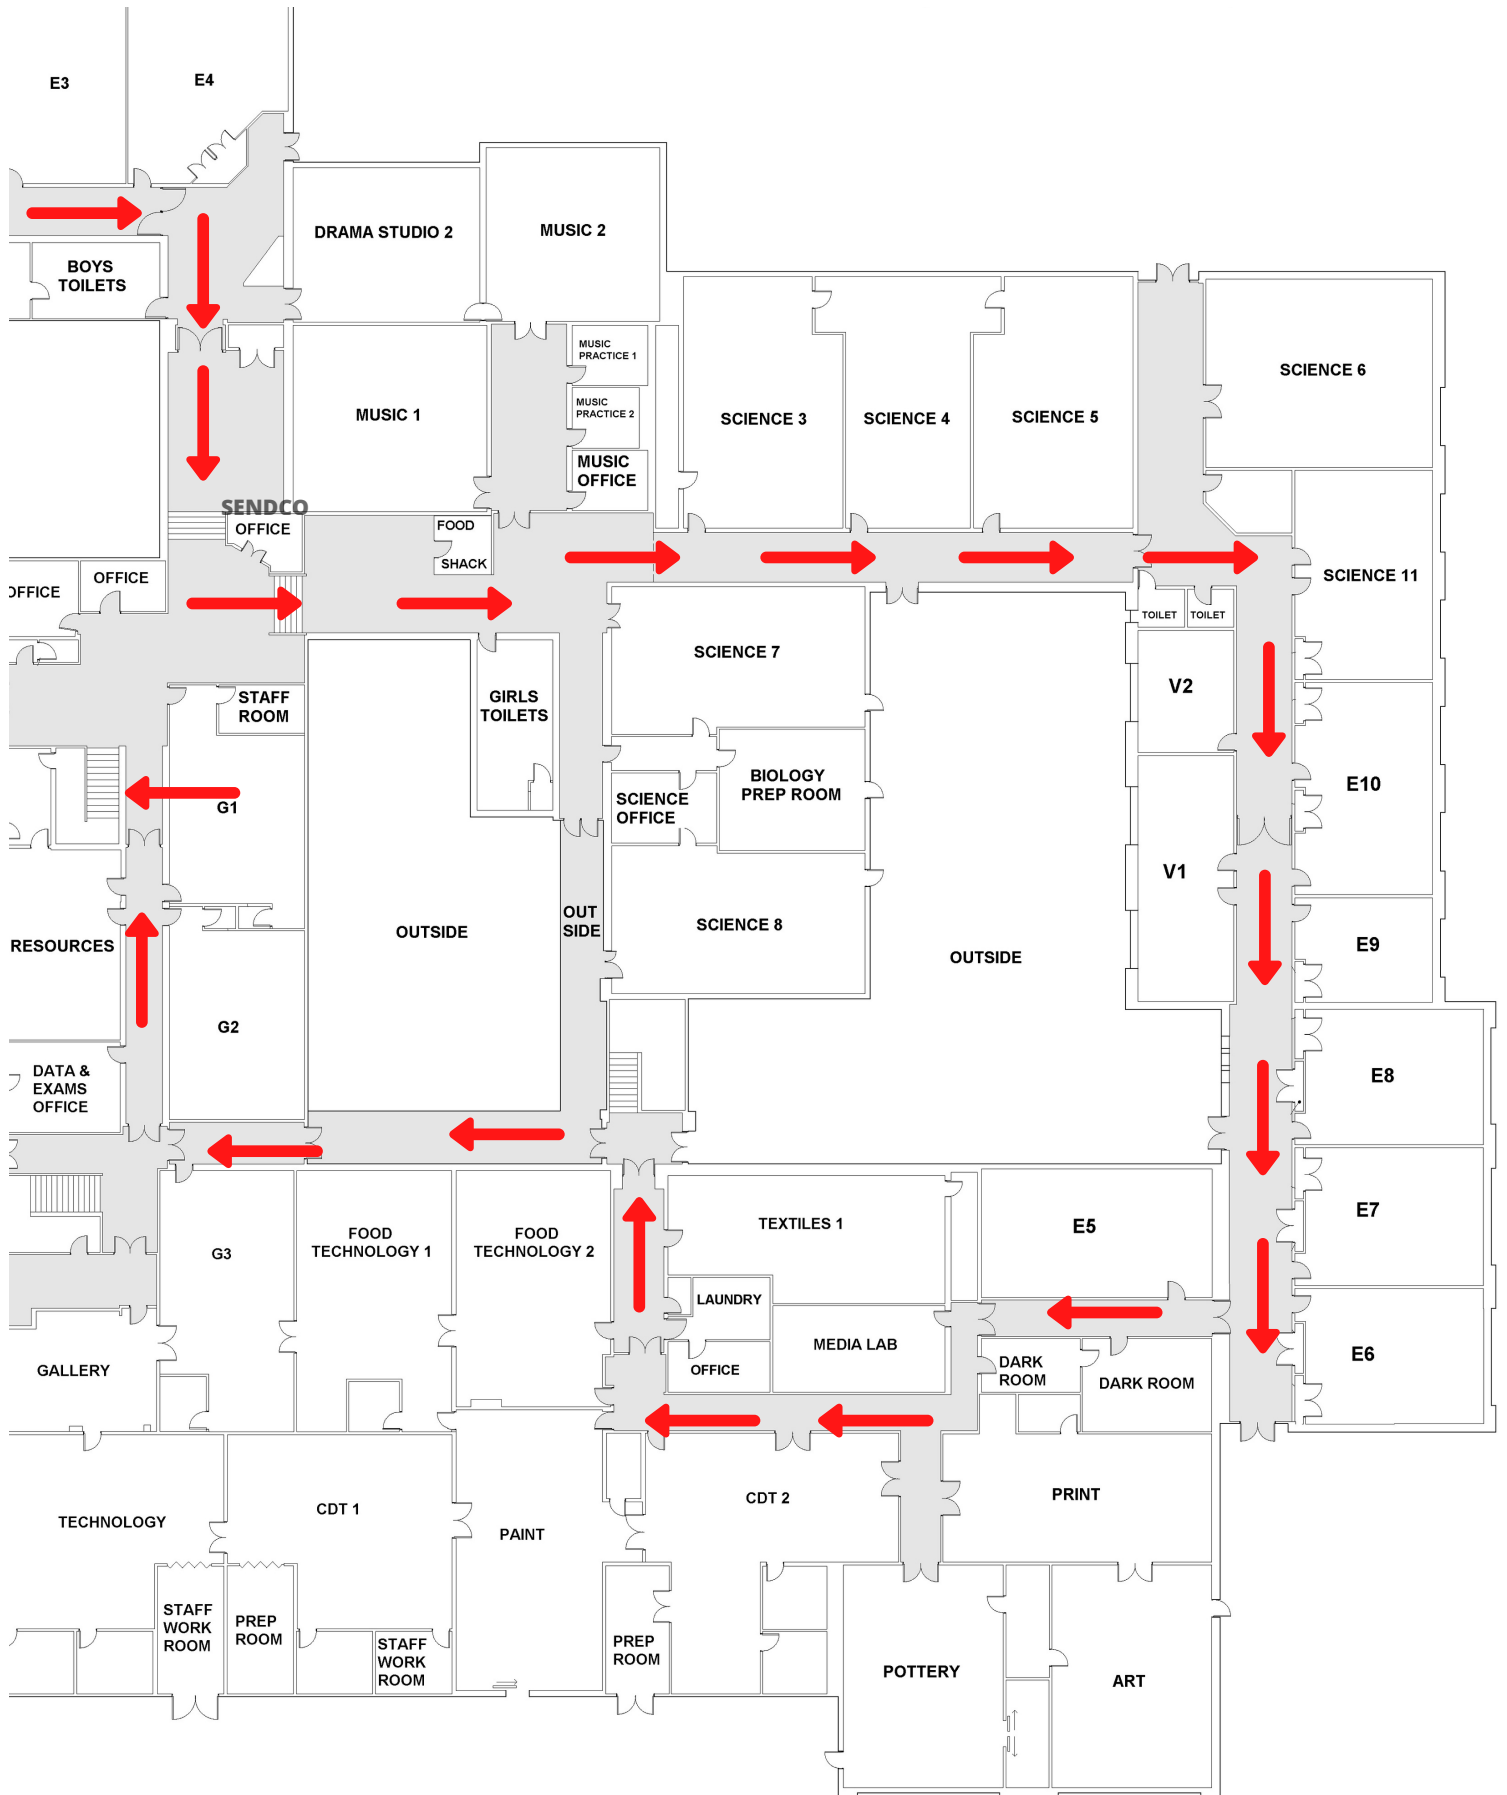 E3
E4
BOYS
TOILETS
DRAMA STUDIO 2
MUSIC 2
MUSIC
PRACTICE 1
MUSIC
PRACTICE 2
MUSIC
OFFICE
MUSIC 1
SCIENCE 3
SCIENCE 4
SCIENCE 5
SCIENCE 6
SENDCO
OFFICE
FOOD
SHACK
OFFICE
OFFICE
SCIENCE 11
TOILET
TOILET
SCIENCE 7
V2
STAFF
ROOM
GIRLS
TOILETS
G1
BIOLOGY
PREP ROOM
SCIENCE
OFFICE
E10
V1
RESOURCES
OUTSIDE
OUT
SIDE
SCIENCE 8
OUTSIDE
E9
G2
DATA &
EXAMS
OFFICE
E8
G3
FOOD
TECHNOLOGY 1
FOOD
TECHNOLOGY 2
TEXTILES 1
E5
E7
LAUNDRY
MEDIA LAB
OFFICE
DARK
ROOM
DARK ROOM
E6
GALLERY
TECHNOLOGY
CDT 1
PAINT
CDT 2
PRINT
STAFF
WORK
ROOM
PREP
ROOM
STAFF
WORK
ROOM
PREP
ROOM
POTTERY
ART